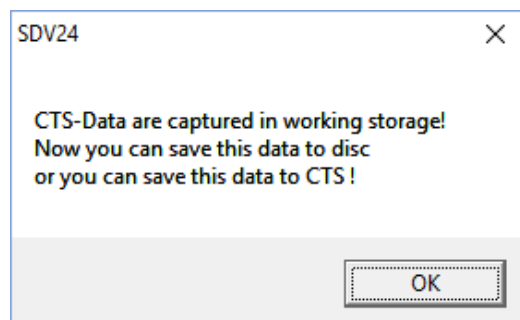 SDV24
CTS-Data are captured in working storage!
Now you can save this data to disc
or you can save this data to CTS !
OK